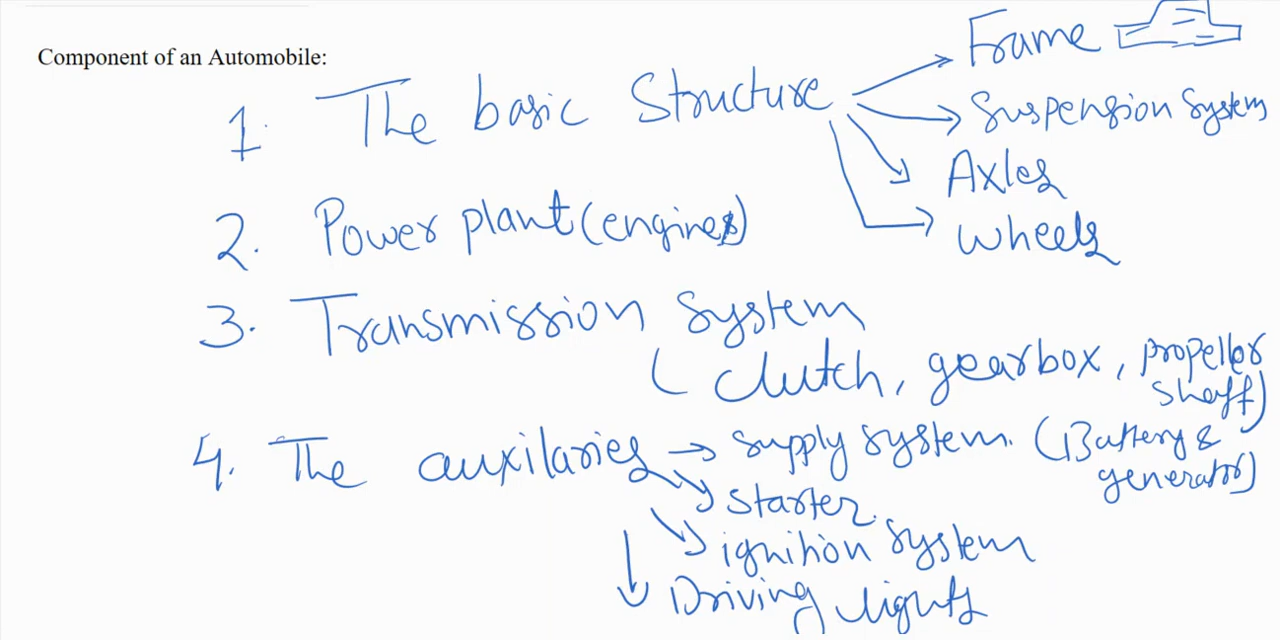 Component of an Automobile:
1. The basic Structure → Frame
→ Suspension System
→ Axles
→ Wheels
2. Power plant (engines)
3. Transmission System
(Clutch, gearbox, propeller
shaff)
4. The auxilaries → Supply system. (Battery &
generator)
→ Starter.
→ ignition system
→ Driving lights